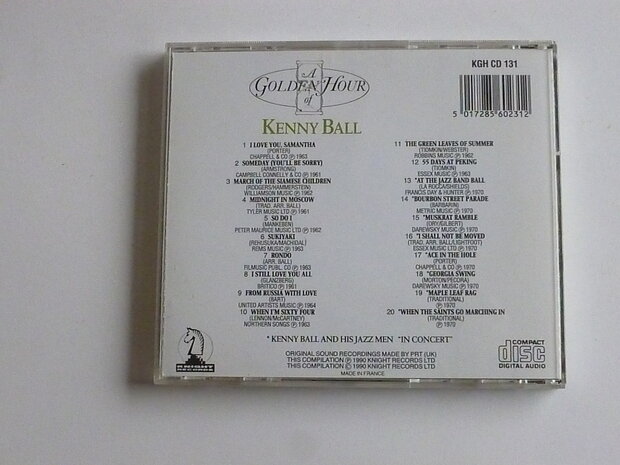 A
GOLDEN HOUR
of
KENNY BALL
KGH CD 131
5 017285 602312
1 I LOVE YOU, SAMANTHA
(PORTER)
CHAPPELL & CO ℗ 1963
2 SOMEDAY (YOU'LL BE SORRY)
(ARMSTRONG)
CAMPBELL CONNELLY & CO ℗ 1961
3 MARCH OF THE SIAMESE CHILDREN
(RODGERS/HAMMERSTEIN)
WILLIAMSON MUSIC ℗ 1962
4 MIDNIGHT IN MOSCOW
(TRAD. ARR. BALL)
TYLER MUSIC LTD ℗ 1961
5 SO DO I
(MANKEBEN)
PETER MAURICE MUSIC LTD ℗ 1962
6 SUKIYAKI
(REHUSUKA/MACHIDA)
REMS MUSIC ℗ 1963
7 RONDO
(ARR. BALL)
FILMUSIC PUBL. CO ℗ 1963
8 I STILL LOVE YOU ALL
(GLANZBERG)
BRITICO ℗ 1961
9 FROM RUSSIA WITH LOVE
(BART)
UNITED ARTISTS MUSIC ℗ 1964
10 WHEN I'M SIXTY FOUR
(LENNON/McCARTNEY)
NORTHERN SONGS ℗ 1963
11 THE GREEN LEAVES OF SUMMER
(TIOMKIN/WEBSTER)
ROBBINS MUSIC ℗ 1962
12 55 DAYS AT PEKING
(TIOMKIN)
ESSEX MUSIC ℗ 1963
13 *AT THE JAZZ BAND BALL
(LA ROCCA/SHIELDS)
FRANCIS DAY & HUNTER ℗ 1970
14 *BOURBON STREET PARADE
(BARBARIN)
METRIC MUSIC ℗ 1970
15 *MUSKRAT RAMBLE
(ORY/GILBERT)
DAREWSKY MUSIC ℗ 1970
16 *I SHALL NOT BE MOVED
(TRAD. ARR. BALL/LIGHTFOOT)
ESSEX MUSIC LTD ℗ 1970
17 *ACE IN THE HOLE
(PORTER)
CHAPPELL ℗ 1970
18 *GEORGIA SWING
(MORTON/PECORA)
DAREWSKY MUSIC ℗ 1970
19 *MAPLE LEAF RAG
(TRADITIONAL)
℗ 1970
20 *WHEN THE SAINTS GO MARCHING IN
(TRADITIONAL)
℗ 1970
*KENNY BALL AND HIS JAZZ MEN "IN CONCERT"
ORIGINAL SOUND RECORDINGS MADE BY PRT (UK)
THIS COMPILATION ℗ 1990 KNIGHT RECORDS LTD
THIS COMPILATION © 1990 KNIGHT RECORDS LTD
MADE IN FRANCE
KNIGHT
RECORDS
COMPACT
disc
DIGITAL AUDIO